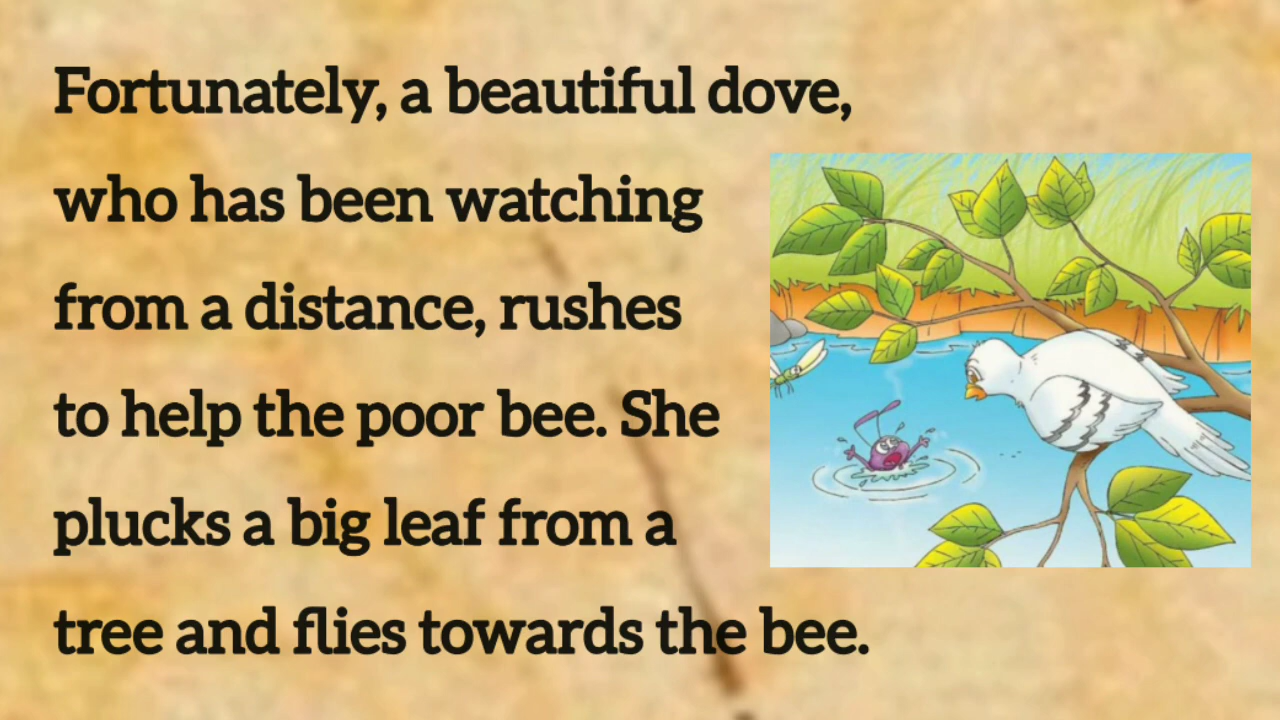 Fortunately, a beautiful dove,
who has been watching
from a distance, rushes
to help the poor bee. She
plucks a big leaf from a
tree and flies towards the bee.